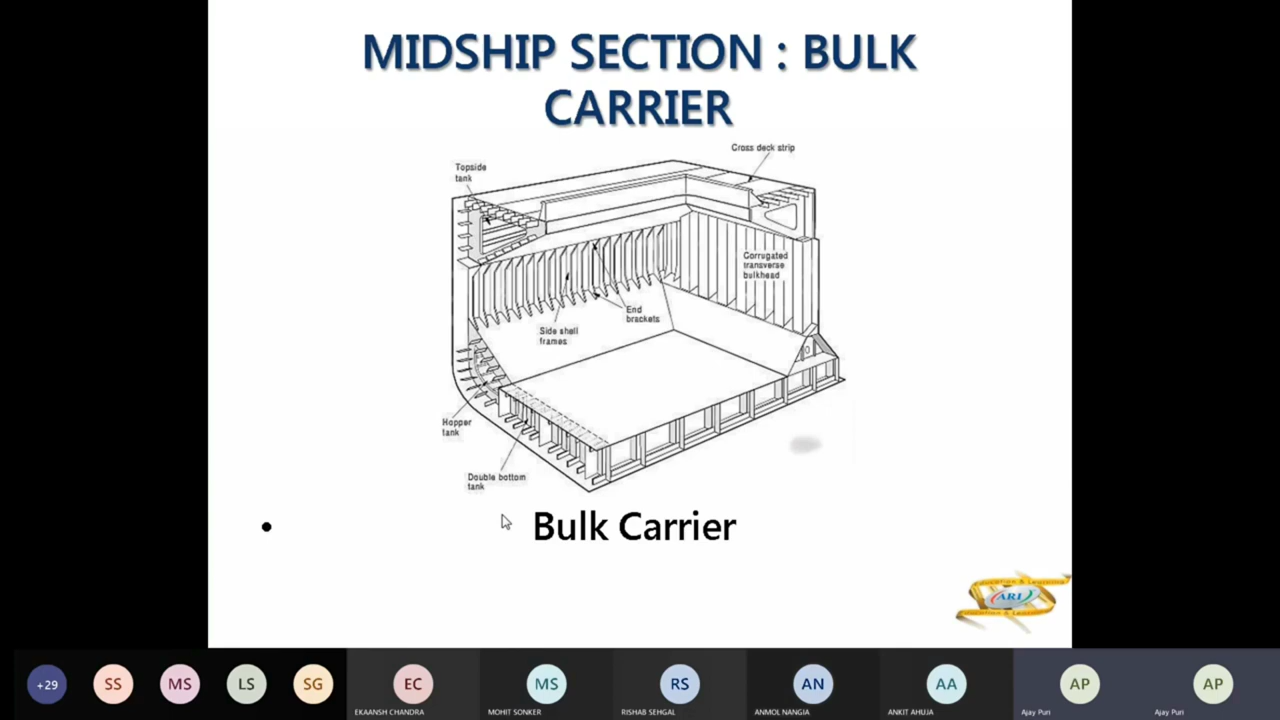 MIDSHIP SECTION : BULK
CARRIER
Cross deck strip
Topside
tank
Corrugated
transverse
bulkhead
End
brackets
Side shell
frames
Hopper
tank
Double bottom
tank
• Bulk Carrier
ARI
+29
SS
MS
LS
SG
EC
MS
RS
AN
AA
AP
AP
EKAANSH CHANDRA
MOHIT SONKER
RISHAB SEHGAL
ANMOL NANGIA
ANKIT AHUJA
Ajay Puri
Ajay Puri